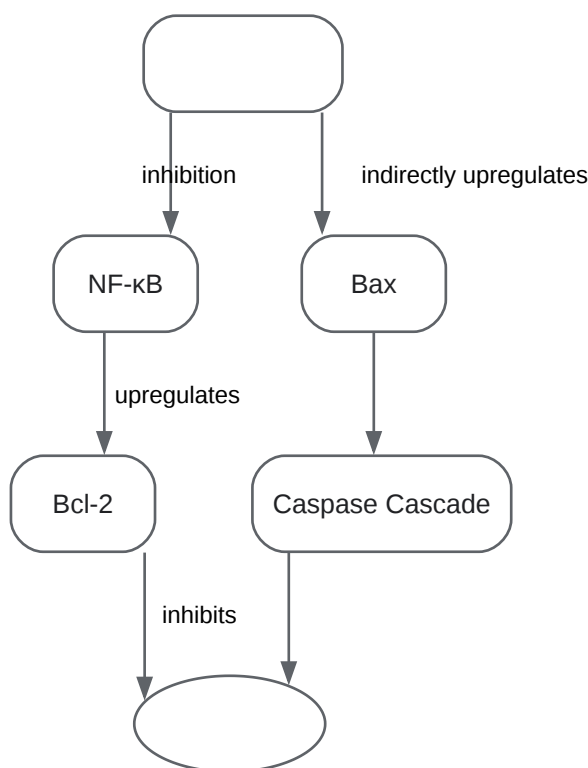 inhibition
indirectly upregulates
NF-κB
Bax
upregulates
Bcl-2
Caspase Cascade
inhibits